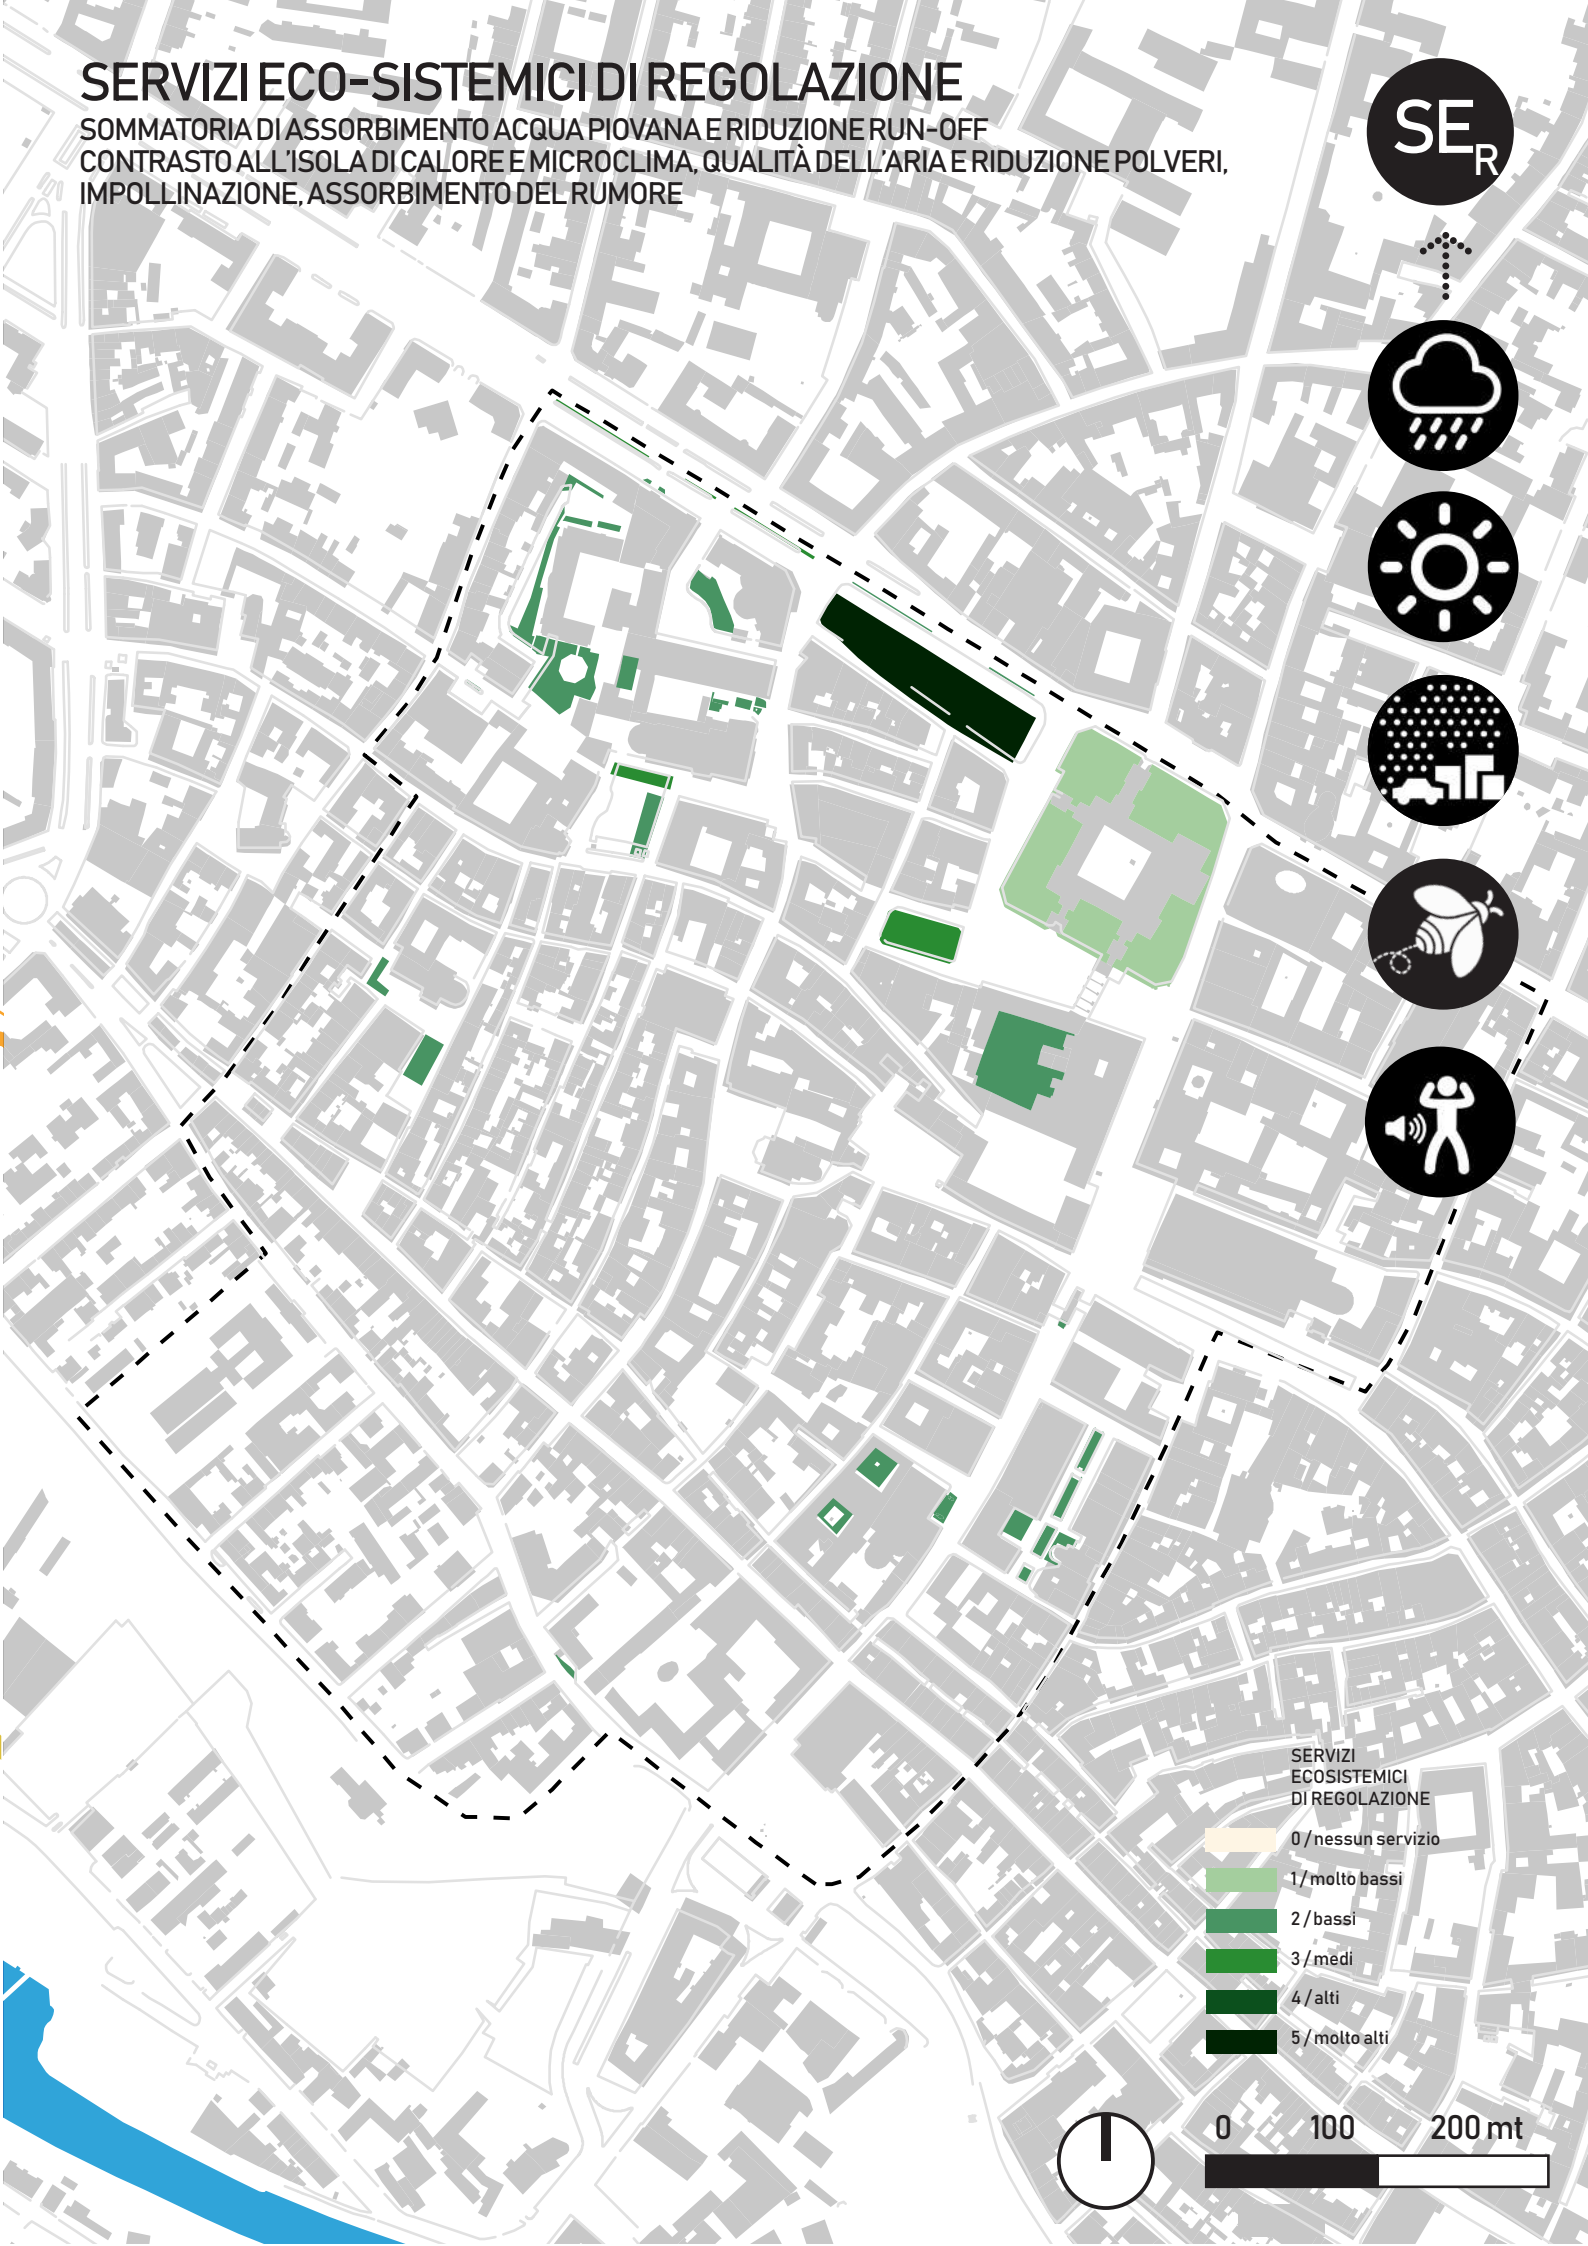 SERVIZI ECO-SISTEMICI DI REGOLAZIONE
SOMMATORIA DI ASSORBIMENTO ACQUA PIOVANA E RIDUZIONE RUN-OFF
CONTRASTO ALL'ISOLA DI CALORE E MICROCLIMA, QUALITÀ DELL'ARIA E RIDUZIONE POLVERI,
IMPOLLINAZIONE, ASSORBIMENTO DEL RUMORE
SER
SERVIZI
ECOSISTEMICI
DI REGOLAZIONE
0 / nessun servizio
1 / molto bassi
2 / bassi
3 / medi
4 / alti
5 / molto alti
0 100 200 mt